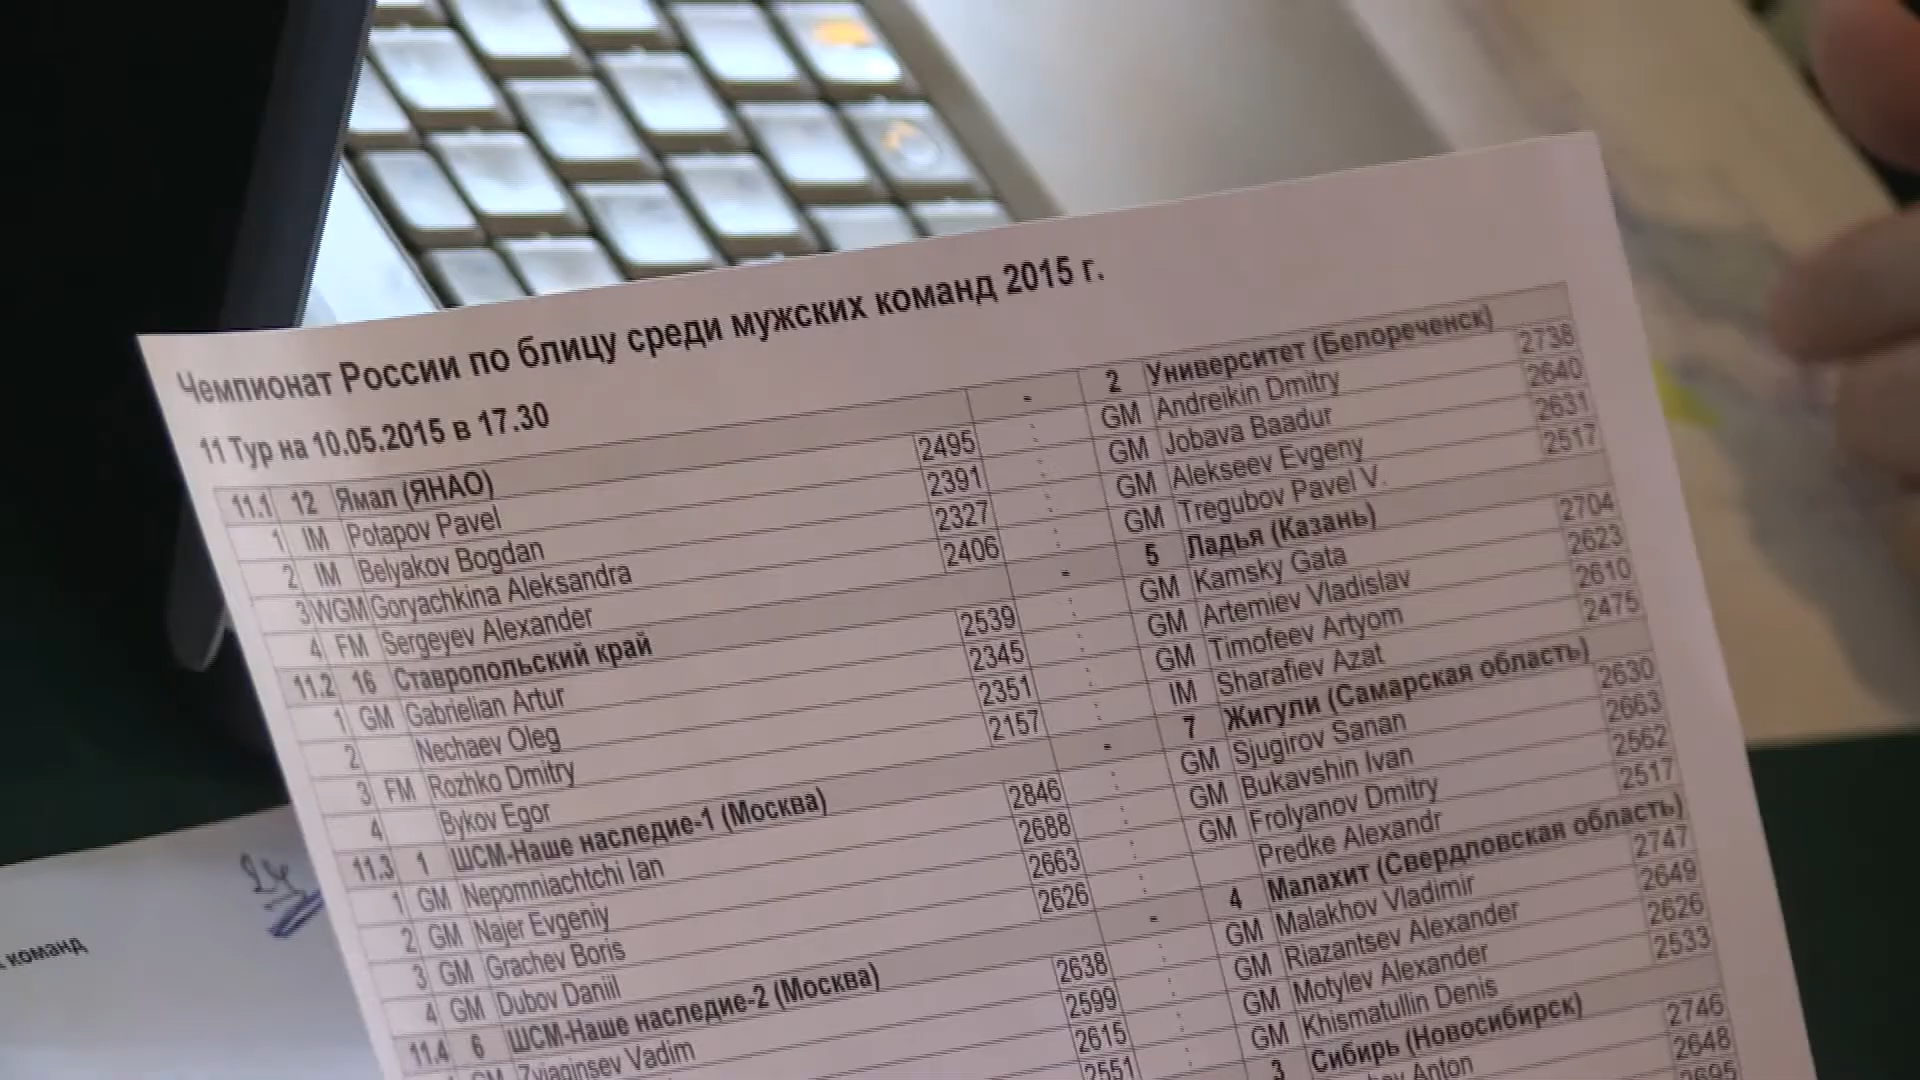 Чемпионат России по блицу среди мужских команд 2015 г.
11 Тур на 10.05.2015 в 17.30
11.1 12 Ямал (ЯНАО) - 2 Университет (Белореченск)
1 IM Potapov Pavel 2495 : GM Andreikin Dmitry 2738
2 IM Belyakov Bogdan 2391 : GM Jobava Baadur 2640
3 WGM Goryachkina Aleksandra 2327 : GM Alekseev Evgeny 2631
4 FM Sergeyev Alexander 2406 : GM Tregubov Pavel V. 2517
11.2 16 Ставропольский край - 5 Ладья (Казань)
1 GM Gabrielian Artur 2539 : GM Kamsky Gata 2704
2 Nechaev Oleg 2345 : GM Artemiev Vladislav 2623
3 FM Rozhko Dmitry 2351 : GM Timofeev Artyom 2610
4 Bykov Egor 2157 : IM Sharafiev Azat 2475
11.3 1 ШСМ-Наше наследие-1 (Москва) - 7 Жигули (Самарская область)
1 GM Nepomniachtchi Ian 2846 : GM Sjugirov Sanan 2630
2 GM Najer Evgeniy 2688 : GM Bukavshin Ivan 2663
3 GM Grachev Boris 2663 : GM Frolyanov Dmitry 2562
4 GM Dubov Daniil 2626 : Predke Alexandr 2517
11.4 6 ШСМ-Наше наследие-2 (Москва) - 4 Малахит (Свердловская область)
1 GM Zviaginsev Vadim 2638 : GM Malakhov Vladimir 2747
2599 : GM Riazantsev Alexander 2649
2615 : GM Motylev Alexander 2626
2551 : GM Khismatullin Denis 2533
3 Сибирь (Новосибирск)
Anton 2746
2648
2695
команд